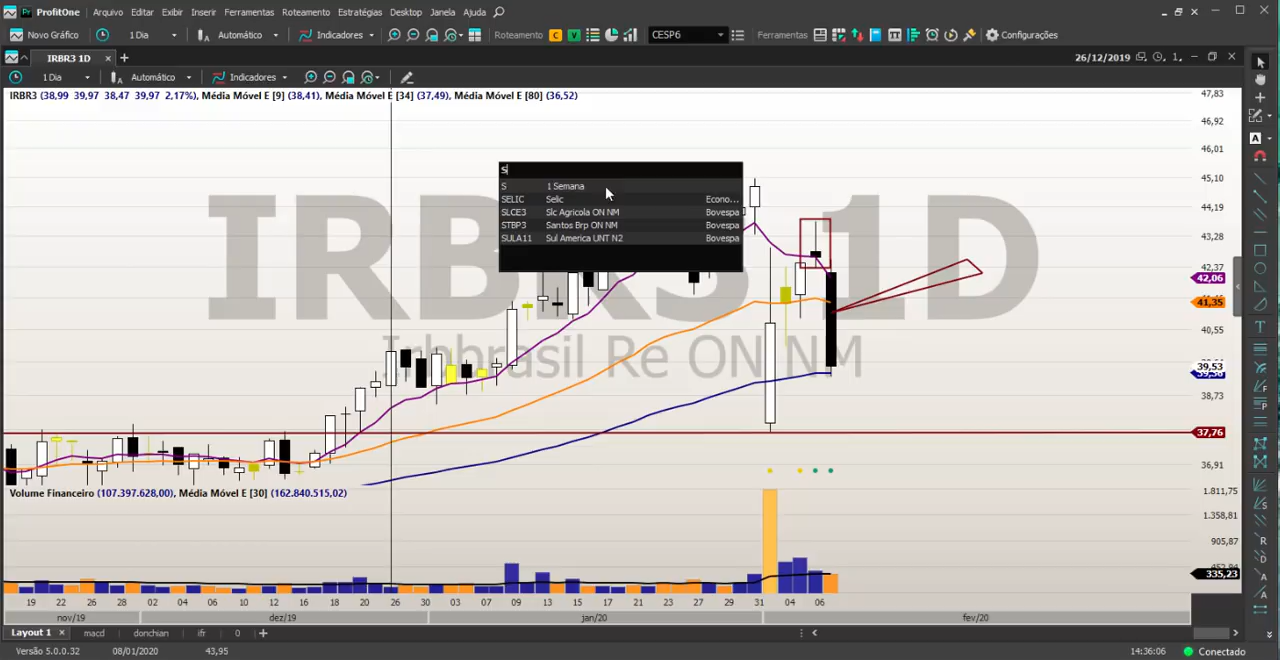 ProfitOne Arquivo Editar Exibir Inserir Ferramentas Roteamento Estratégias Desktop Janela Ajuda
Novo Gráfico 1 Dia Automático Indicadores Roteamento C V CESP6 Ferramentas Configurações
IRBR3 1D × + 26/12/2019
1 Dia Automático Indicadores
IRBR3 (38,99 39,97 38,47 39,97 2,17%), Média Móvel E [9] (38,41), Média Móvel E [34] (37,49), Média Móvel E [80] (36,52)
47,83
46,92
46,01
45,10
44,19
43,28
42,37
42,06
41,35
40,55
39,53
38,73
37,76
36,91
S
S 1 Semana
SELIC Selic Econo...
SLCE3 Slc Agricola ON NM Bovespa
STBP3 Santos Brp ON NM Bovespa
SULA11 Sul America UNT N2 Bovespa
IRBR3 1D
Irbbrasil Re ON NM
Volume Financeiro (107.397.628,00), Média Móvel E [30] (162.840.515,02)
1.811,75
1.358,81
905,87
335,23
19 22 26 28 02 04 06 10 12 16 18 20 26 30 03 07 09 13 15 17 21 23 27 29 31 04 06
nov/19 dez/19 jan/20 fev/20
Layout 1 × macd donchian ifr 0 +
Versão 5.0.0.32 08/01/2020 43,95 14:36:06 Conectado